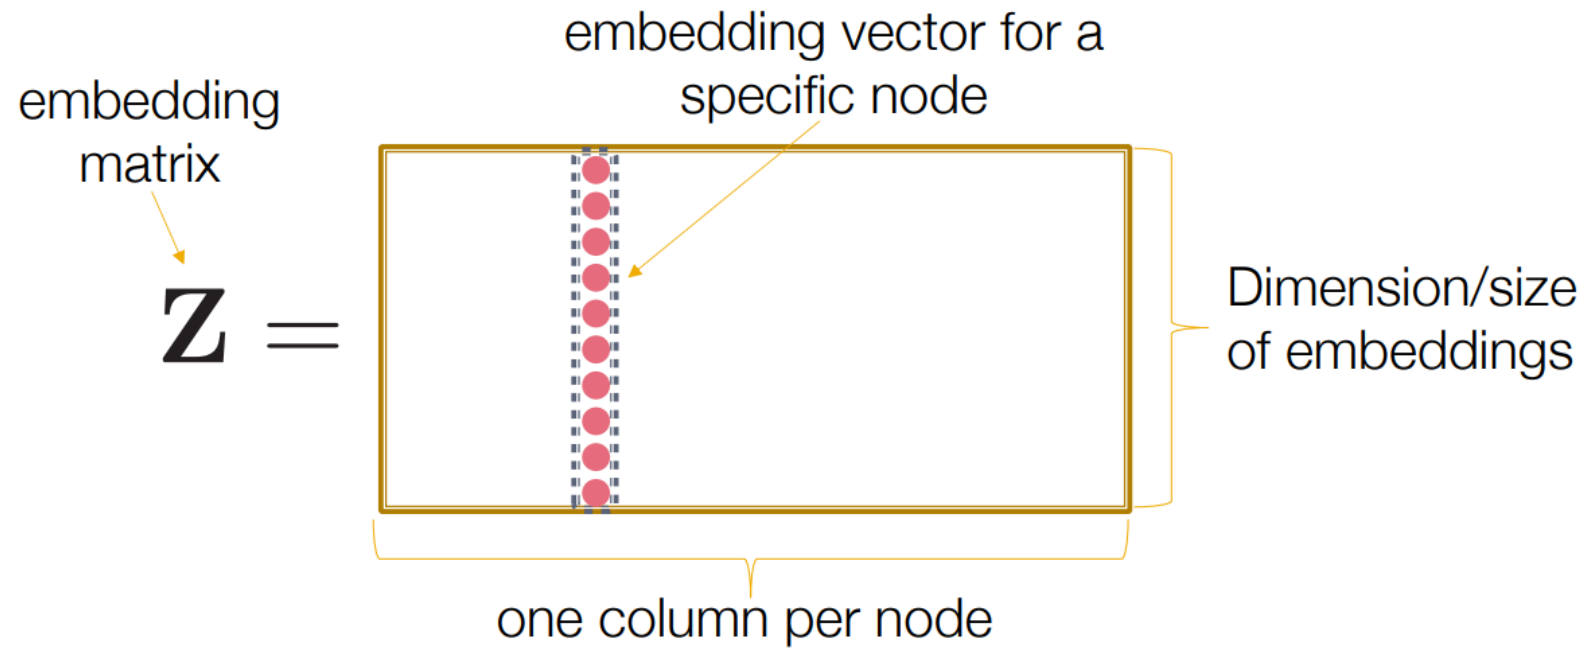 embedding vector for a
specific node
embedding
matrix
Z =
Dimension/size
of embeddings
one column per node